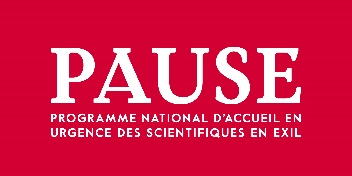 PAUSE
PROGRAMME NATIONAL D'ACCUEIL EN
URGENCE DES SCIENTIFIQUES EN EXIL